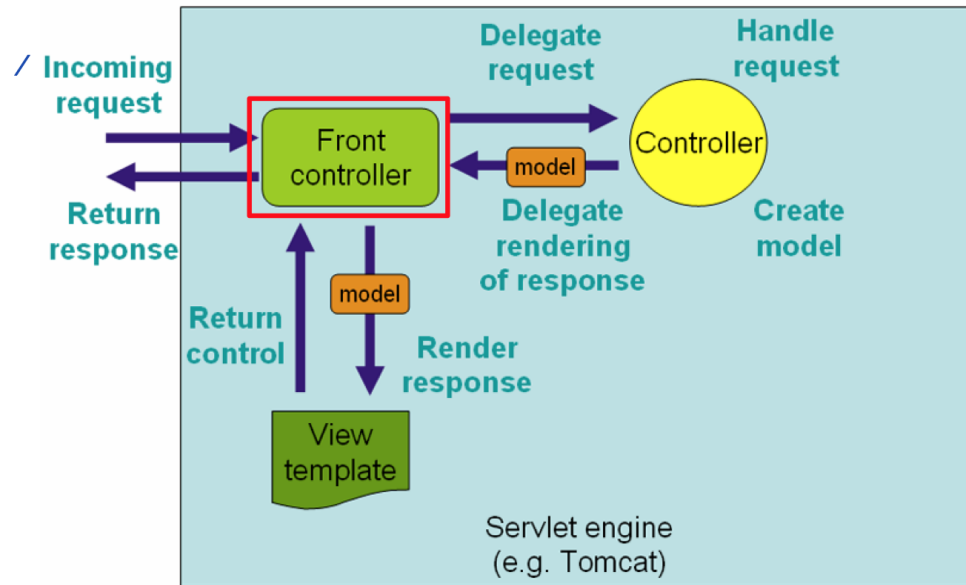 / Incoming
request
Return
response
Front
controller
Delegate
request
Handle
request
Controller
model
Delegate
rendering
of response
Create
model
Return
control
model
Render
response
View
template
Servlet engine
(e.g. Tomcat)